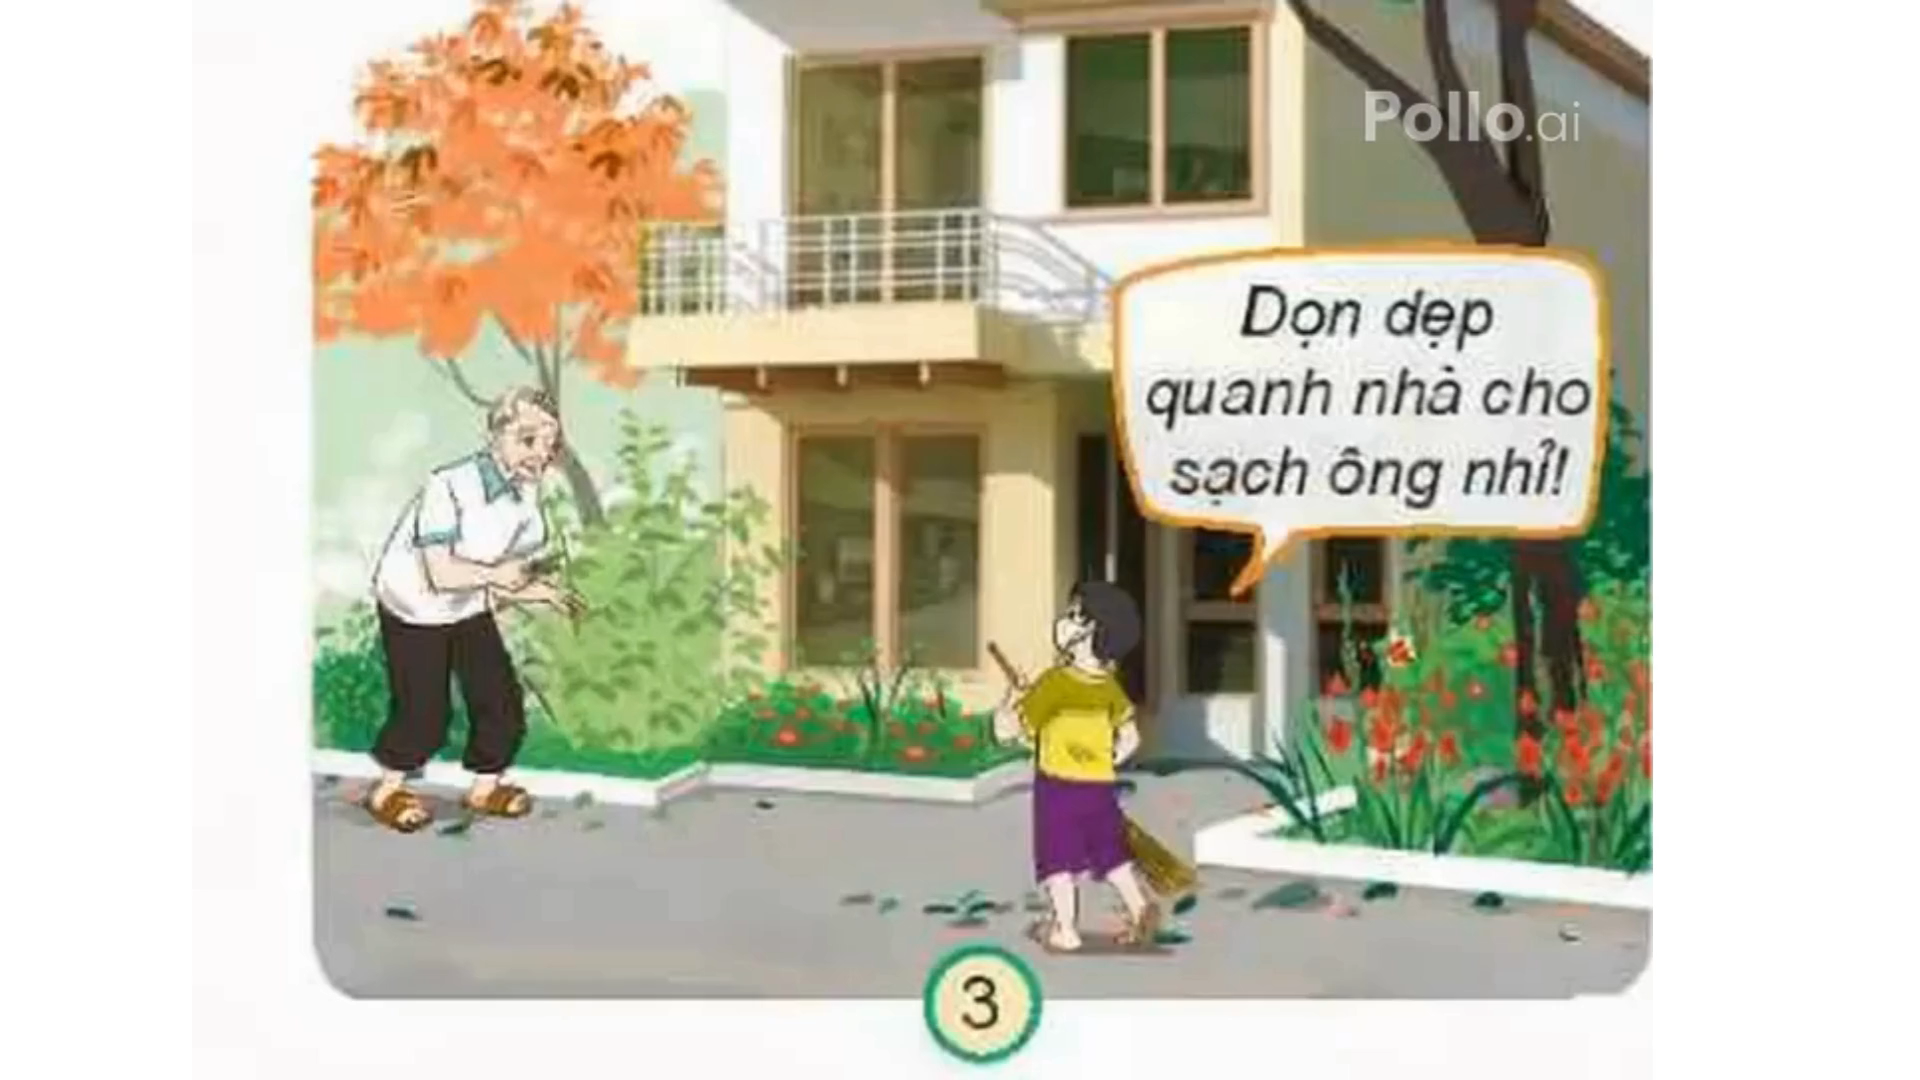 Pollo.ai
Dọn dẹp
quanh nhà cho
sạch ông nhỉ!
3